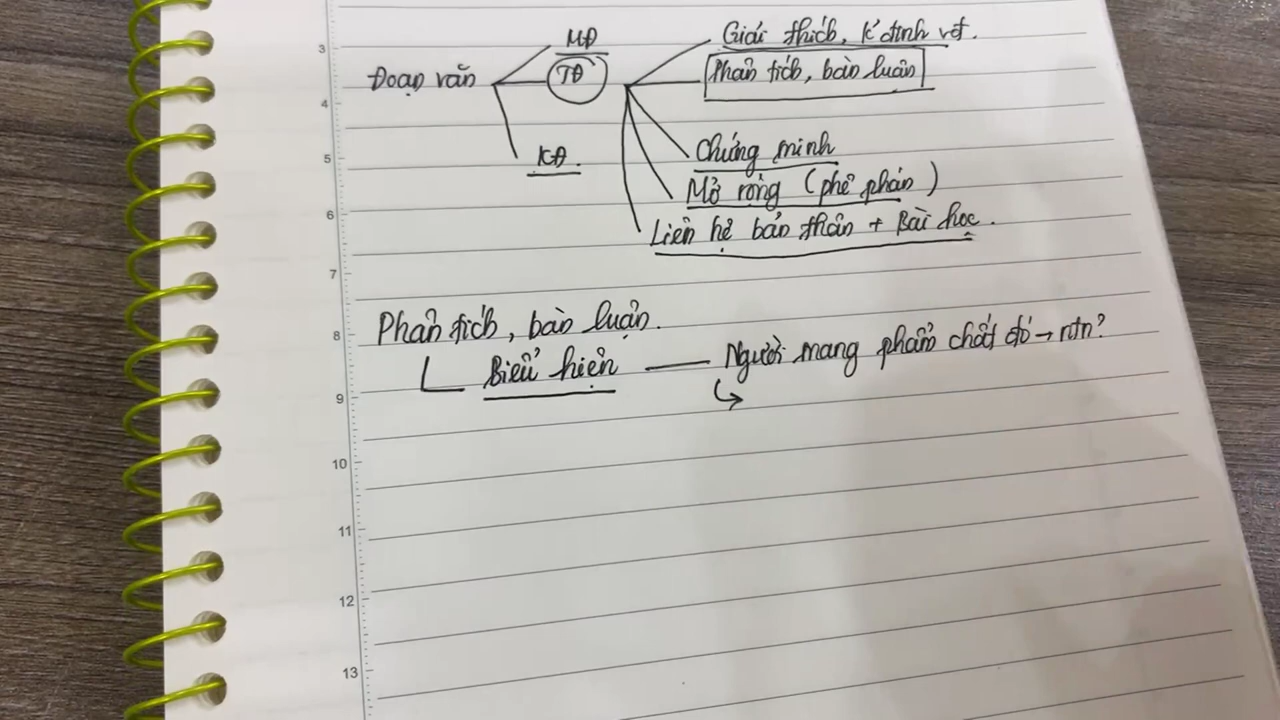 3
MĐ
Giải thích, k' định vđ.
Đoạn văn
TĐ
Phân tích, bàn luận
4
KĐ.
5
Chứng minh
Mở rộng (phê phán)
6
Liên hệ bản thân + Bài học.
7
Phân tích, bàn luận.
8
Biểu hiện — Người mang phẩm chất đó → ntn?
9
10
11
12
13